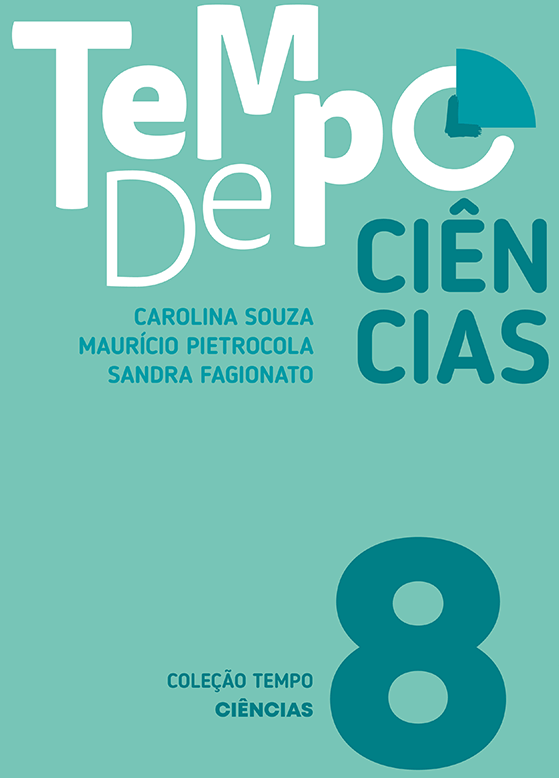 TeMpo
De
CIÊN
CIAS
CAROLINA SOUZA
MAURÍCIO PIETROCOLA
SANDRA FAGIONATO
8
COLEÇÃO TEMPO
CIÊNCIAS